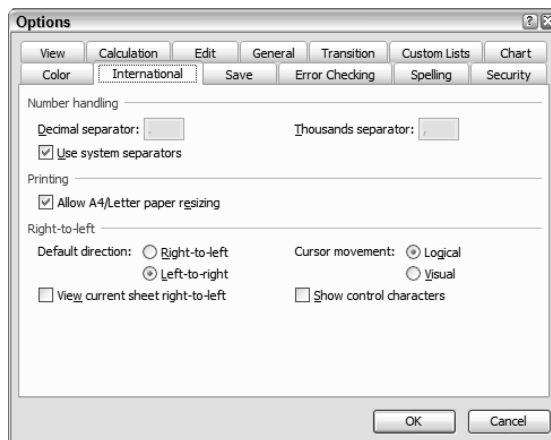 Options
View Calculation Edit General Transition Custom Lists Chart
Color International Save Error Checking Spelling Security
Number handling
Decimal separator: . Thousands separator: ,
Use system separators
Printing
Allow A4/Letter paper resizing
Right-to-left
Default direction: Right-to-left Cursor movement: Logical
Left-to-right Visual
View current sheet right-to-left Show control characters
OK Cancel